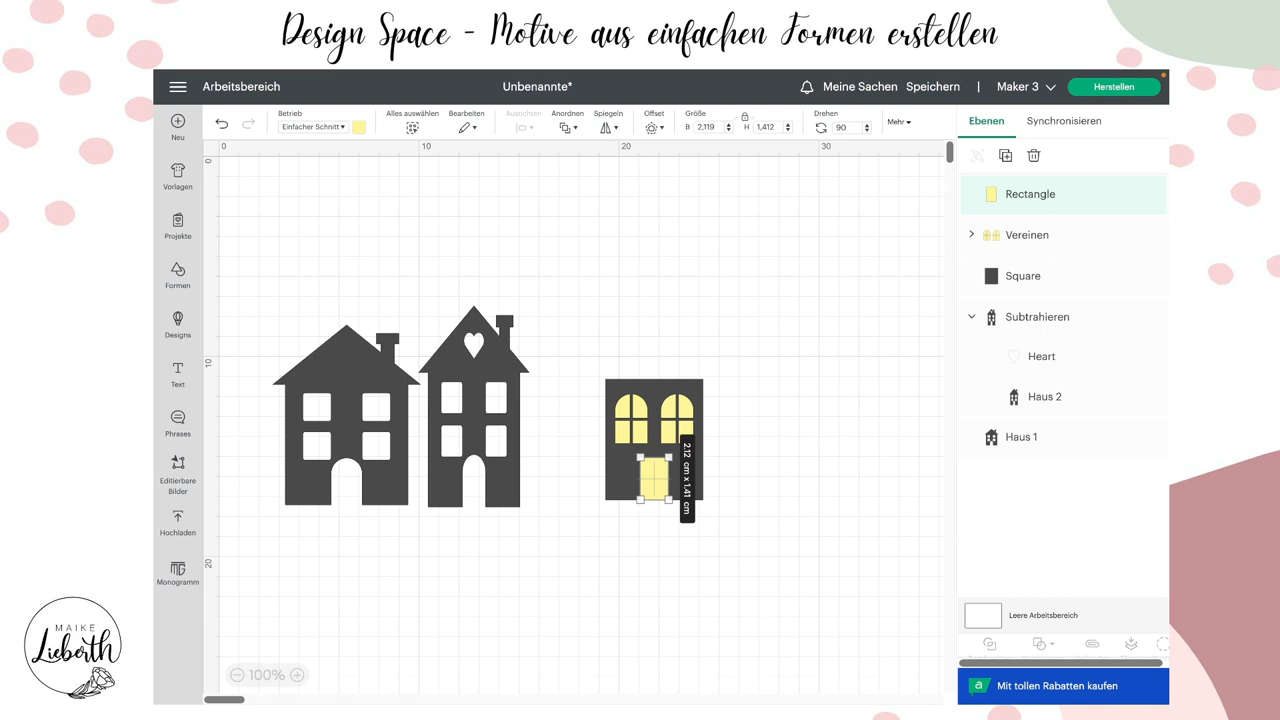 Design Space - Motive aus einfachen Formen erstellen
Arbeitsbereich
Unbenannte*
Meine Sachen
Speichern
|
Maker 3
Herstellen
Betrieb
Einfacher Schnitt
Alles auswählen
Bearbeiten
Ausrichten
Anordnen
Spiegeln
Offset
Größe
B 2,119
H 1,412
Drehen
90
Mehr
Ebenen
Synchronisieren
Neu
Vorlagen
Projekte
Formen
Designs
Text
Phrases
Editierbare
Bilder
Hochladen
Monogramm
0
10
20
30
0
10
20
2.12 cm x 1.41 cm
100%
Rectangle
Vereinen
Square
Subtrahieren
Heart
Haus 2
Haus 1
Leere Arbeitsbereich
a
Mit tollen Rabatten kaufen
MAIKE
Lieberth